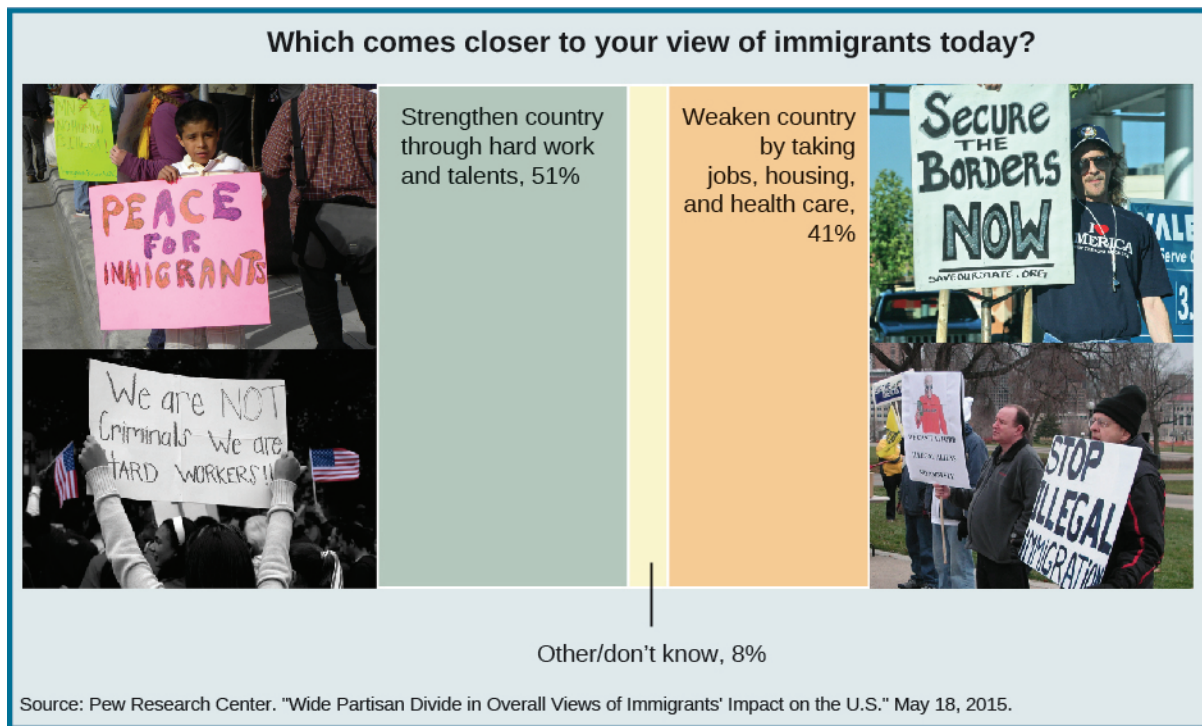 Which comes closer to your view of immigrants today?
PEACE
FOR
IMMIGRANTS
Strengthen country
through hard work
and talents, 51%
Weaken country
by taking
jobs, housing,
and health care,
41%
SECURE
THE
BORDERS
NOW
SAVEOURSTATE.ORG
I
AMERICA
We are NOT
Criminals We are
HARD WORKERS!!
STOP
ILLEGAL
IMMIGRATION
Other/don't know, 8%
Source: Pew Research Center. "Wide Partisan Divide in Overall Views of Immigrants' Impact on the U.S." May 18, 2015.